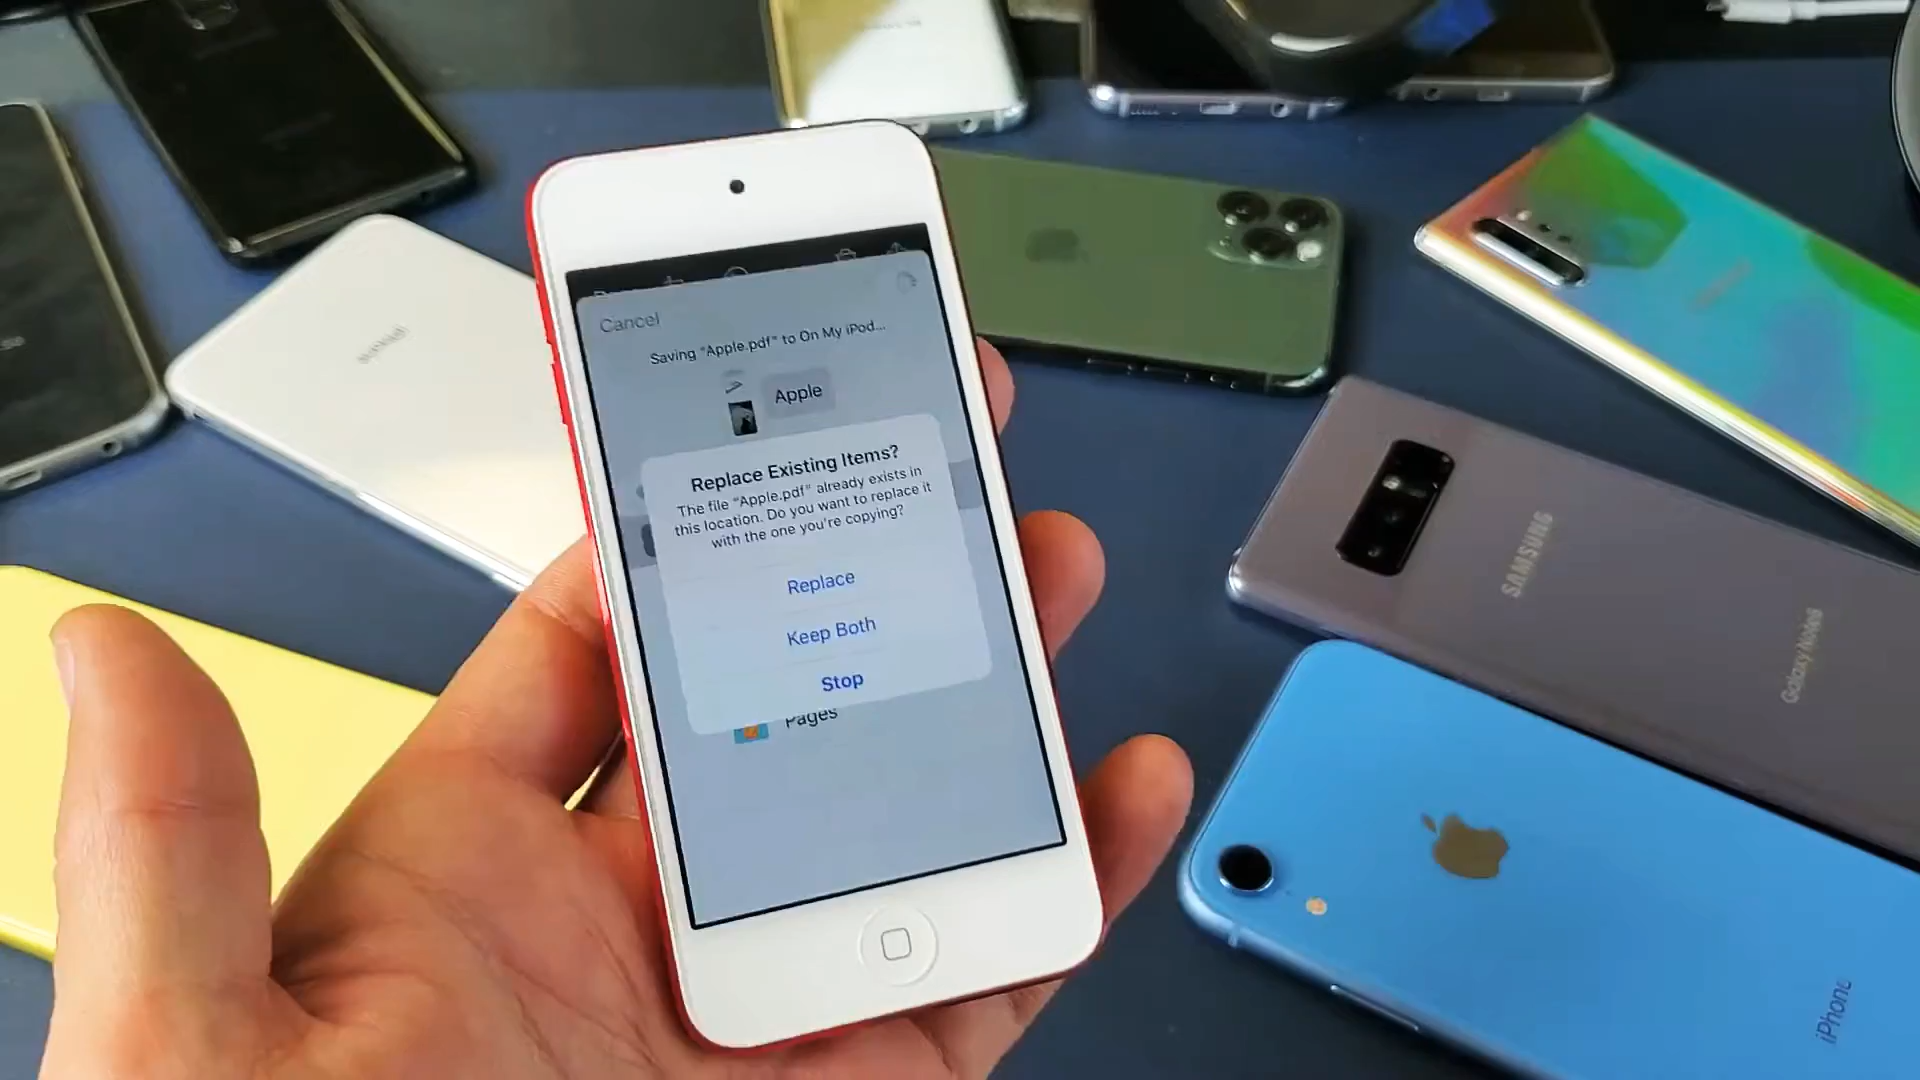 Cancel
Saving "Apple.pdf" to On My iPod...
Apple
Replace Existing Items?
The file "Apple.pdf" already exists in
this location. Do you want to replace it
with the one you're copying?
Replace
Keep Both
Stop
Pages
SAMSUNG
Galaxy Note8
iPhone